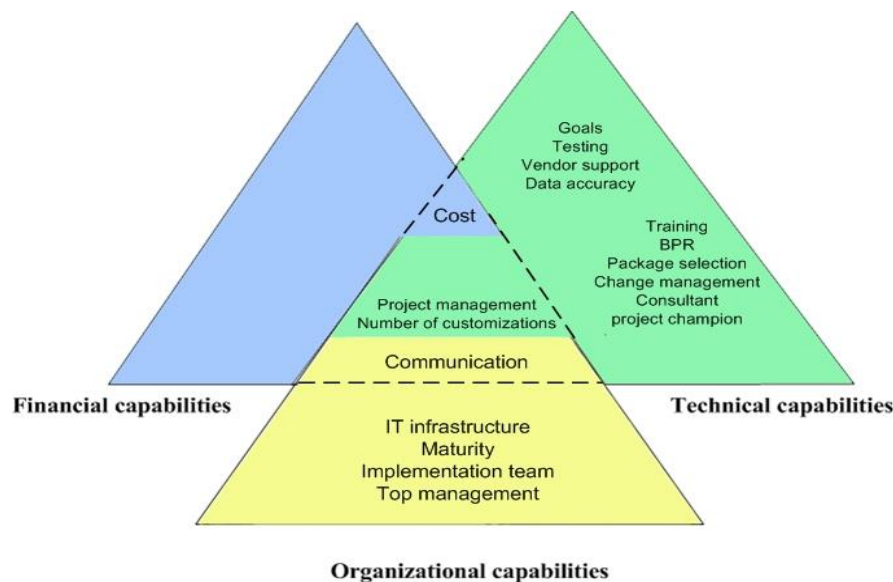 Goals
Testing
Vendor support
Data accuracy
Cost
Training
BPR
Package selection
Change management
Consultant
project champion
Project management
Number of customizations
Communication
Financial capabilities
Technical capabilities
IT infrastructure
Maturity
Implementation team
Top management
Organizational capabilities